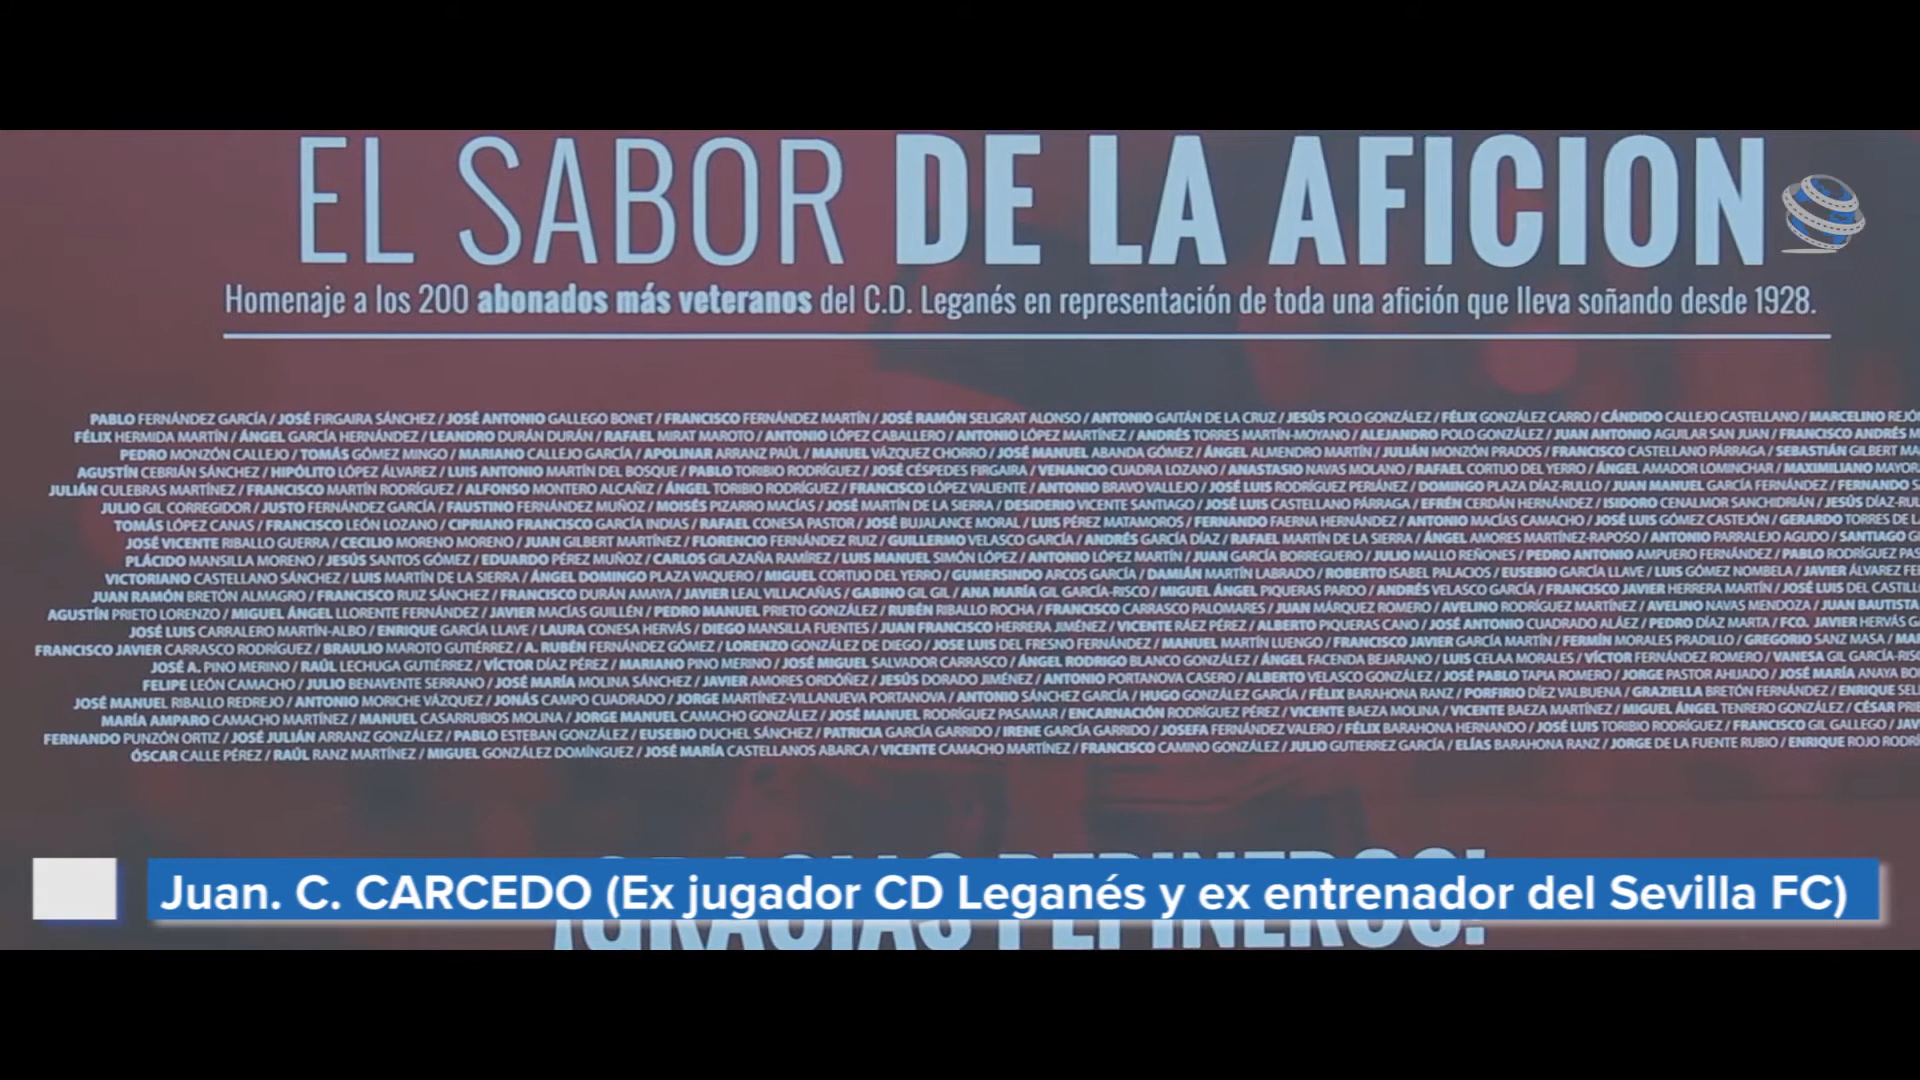 EL SABOR DE LA AFICION
Homenaje a los 200 abonados más veteranos del C.D. Leganés en representación de toda una afición que lleva soñando desde 1928.
PABLO FERNÁNDEZ GARCÍA / JOSÉ FIRGAIRA SÁNCHEZ / JOSÉ ANTONIO GALLEGO BONET / FRANCISCO FERNÁNDEZ MARTÍN / JOSÉ RAMÓN SELIGRAT ALONSO / ANTONIO GAITÁN DE LA CRUZ / JESÚS POLO GONZÁLEZ / FÉLIX GONZÁLEZ CARRO / CÁNDIDO CALLEJO CASTELLANO / MARCELINO
FÉLIX HERMIDA MARTÍN / ÁNGEL GARCÍA HERNÁNDEZ / LEANDRO DURÁN DURÁN / RAFAEL MIRAT MAROTO / ANTONIO LÓPEZ CABALLERO / ANTONIO LÓPEZ MARTÍNEZ / ANDRÉS TORRES MARTÍN-MOYANO / ALEJANDRO POLO GONZÁLEZ / JUAN ANTONIO AGUILAR SAN JUAN / FRANCISCO ANDRÉS
PEDRO MONZÓN CALLEJO / TOMÁS GÓMEZ MINGO / MARIANO CALLEJO GARCÍA / APOLINAR ARRANZ PAÚL / MANUEL VÁZQUEZ CHORRO / JOSÉ MANUEL ABANDA GÓMEZ / ÁNGEL ALMENDRO MARTÍN / JULIÁN MONZÓN PRADOS / FRANCISCO CASTELLANO PÁRRAGA / SEBASTIÁN GILBERT
AGUSTÍN CEBRIÁN SÁNCHEZ / HIPÓLITO LÓPEZ ÁLVAREZ / LUIS ANTONIO MARTÍN DEL BOSQUE / PABLO TORIBIO RODRÍGUEZ / JOSÉ CÉSPEDES FIRGAIRA / VENANCIO CUADRA LOZANO / ANASTASIO NAVAS MOLANO / RAFAEL CORTIJO DEL YERRO / ÁNGEL AMADOR LOMINCHAR / MAXIMILIANO
JULIÁN CULEBRAS MARTÍNEZ / FRANCISCO MARTÍN RODRÍGUEZ / ALFONSO MONTERO ALCAÑIZ / ÁNGEL TORIBIO RODRÍGUEZ / FRANCISCO LÓPEZ VALIENTE / ANTONIO BRAVO VALLEJO / JOSÉ LUIS RODRÍGUEZ PERIÁNEZ / DOMINGO PLAZA DÍAZ-RULLO / JUAN MANUEL GARCÍA FERNÁNDEZ / FERNANDO
JULIO GIL CORREGIDOR / JUSTO FERNÁNDEZ GARCÍA / FAUSTINO FERNÁNDEZ MUÑOZ / MOISÉS PIZARRO MACÍAS / JOSÉ MARTÍN DE LA SIERRA / DESIDERIO VICENTE SANTIAGO / JOSÉ LUIS CASTELLANO PÁRRAGA / EFRÉN CERDÁN HERNÁNDEZ / ISIDORO CENALMOR SANCHIDRIÁN / JESÚS
TOMÁS LÓPEZ CANAS / FRANCISCO LEÓN LOZANO / CIPRIANO FRANCISCO GARCÍA INDIAS / RAFAEL CONESA PASTOR / JOSÉ BUJALANCE MORAL / LUIS PÉREZ MATAMOROS / FERNANDO FAERNA HERNÁNDEZ / ANTONIO MACÍAS CAMACHO / JOSÉ LUIS GÓMEZ CASTEJÓN / GERARDO TORRES DE
JOSÉ VICENTE RIBALLO GUERRA / CECILIO MORENO MORENO / JUAN GILBERT MARTÍNEZ / FLORENCIO FERNÁNDEZ RUIZ / GUILLERMO VELASCO GARCÍA / ANDRÉS GARCÍA DÍAZ / RAFAEL MARTÍN DE LA SIERRA / ÁNGEL AMORES MARTÍNEZ-RAPOSO / ANTONIO PARRALEJO AGUDO / SANTIAGO
PLÁCIDO MANSILLA MORENO / JESÚS SANTOS GÓMEZ / EDUARDO PÉREZ MUÑOZ / CARLOS GILAZAÑA RAMÍREZ / LUIS MANUEL SIMÓN LÓPEZ / ANTONIO LÓPEZ MARTÍN / JUAN GARCÍA BORREGUERO / JULIO MALLO REÑONES / PEDRO ANTONIO AMPUERO FERNÁNDEZ / PABLO RODRÍGUEZ
VICTORIANO CASTELLANO SÁNCHEZ / LUIS MARTÍN DE LA SIERRA / ÁNGEL DOMINGO PLAZA VAQUERO / MIGUEL CORTIJO DEL YERRO / GUMERSINDO ARCOS GARCÍA / DAMIÁN MARTÍN LABRADO / ROBERTO ISABEL PALACIOS / EUSEBIO GARCÍA LLAVE / LUIS GÓMEZ NOMBELA / JAVIER ÁLVAREZ
JUAN RAMÓN BRETÓN ALMAGRO / FRANCISCO RUIZ SÁNCHEZ / FRANCISCO DURÁN AMAYA / JAVIER LEAL VILLACAÑAS / GABINO GIL GIL / ANA MARÍA GIL GARCÍA-RISCO / MIGUEL ÁNGEL PIQUERAS PARDO / ANDRÉS VELASCO GARCÍA / FRANCISCO JAVIER HERRERA MARTÍN / JOSÉ LUIS DEL
AGUSTÍN PRIETO LORENZO / MIGUEL ÁNGEL LLORENTE FERNÁNDEZ / JAVIER MACÍAS GUILLÉN / PEDRO MANUEL PRIETO GONZÁLEZ / RUBÉN RIBALLO ROCHA / FRANCISCO CARRASCO PALOMARES / JUAN MÁRQUEZ ROMERO / AVELINO RODRÍGUEZ MARTÍNEZ / AVELINO NAVAS MENDOZA / JUAN BAUTISTA
JOSÉ LUIS CARRALERO MARTÍN-ALBO / ENRIQUE GARCÍA LLAVE / LAURA CONESA HERVÁS / DIEGO MANSILLA FUENTES / JUAN FRANCISCO HERRERA JIMÉNEZ / VICENTE RÁEZ PÉREZ / ALBERTO PIQUERAS CANO / JOSÉ ANTONIO CUADRADO ALÁEZ / PEDRO DÍAZ MARTA / FCO. JAVIER HERVÁS
FRANCISCO JAVIER CARRASCO RODRÍGUEZ / BRAULIO MAROTO GUTIÉRREZ / A. RUBÉN FERNÁNDEZ GÓMEZ / LORENZO GONZÁLEZ DE DIEGO / JOSE LUIS DEL FRESNO FERNÁNDEZ / MANUEL MARTÍN LUENGO / FRANCISCO JAVIER GARCÍA MARTÍN / FERMÍN MORALES PRADILLO / GREGORIO SANZ MASA /
JOSÉ A. PINO MERINO / RAÚL LECHUGA GUTIÉRREZ / VÍCTOR DÍAZ PÉREZ / MARIANO PINO MERINO / JOSÉ MIGUEL SALVADOR CARRASCO / ÁNGEL RODRIGO BLANCO GONZÁLEZ / ÁNGEL FACENDA BEJARANO / LUIS CELAA MORALES / VÍCTOR FERNÁNDEZ ROMERO / VANESA GIL
FELIPE LEÓN CAMACHO / JULIO BENAVENTE SERRANO / JOSÉ MARÍA MOLINA SÁNCHEZ / JAVIER AMORES ORDÓÑEZ / JESÚS DORADO JIMÉNEZ / ANTONIO PORTANOVA CASERO / ALBERTO VELASCO GONZÁLEZ / JOSÉ PABLO TAPIA ROMERO / JORGE PASTOR AHIJADO / JOSÉ MARÍA ANAYA
JOSÉ MANUEL RIBALLO REDREJO / ANTONIO MORICHE VÁZQUEZ / JONÁS CAMPO CUADRADO / JORGE MARTÍNEZ-VILLANUEVA PORTANOVA / ANTONIO SÁNCHEZ GARCÍA / HUGO GONZÁLEZ GARCÍA / FÉLIX BARAHONA RANZ / PORFIRIO DÍEZ VALBUENA / GRAZIELLA BRETÓN FERNÁNDEZ / ENRIQUE
MARÍA AMPARO CAMACHO MARTÍNEZ / MANUEL CASARRUBIOS MOLINA / JORGE MANUEL CAMACHO GONZÁLEZ / JOSÉ MANUEL RODRÍGUEZ PASAMAR / ENCARNACIÓN RODRÍGUEZ PÉREZ / VICENTE BAEZA MOLINA / VICENTE BAEZA MARTÍNEZ / MIGUEL ÁNGEL TENRERO GONZÁLEZ / CÉSAR
FERNANDO PUNZÓN ORTIZ / JOSÉ JULIÁN ARRANZ GONZÁLEZ / PABLO ESTEBAN GONZÁLEZ / EUSEBIO DUCHEL SÁNCHEZ / PATRICIA GARCÍA GARRIDO / IRENE GARCÍA GARRIDO / JOSEFA FERNÁNDEZ VALERO / FÉLIX BARAHONA HERNANDO / JOSÉ LUIS TORIBIO RODRÍGUEZ / FRANCISCO GIL GALLEGO /
ÓSCAR CALLE PÉREZ / RAÚL RANZ MARTÍNEZ / MIGUEL GONZÁLEZ DOMÍNGUEZ / JOSÉ MARÍA CASTELLANOS ABARCA / VICENTE CAMACHO MARTÍNEZ / FRANCISCO CAMINO GONZÁLEZ / JULIO GUTIERREZ GARCÍA / ELÍAS BARAHONA RANZ / JORGE DE LA FUENTE RUBIO / ENRIQUE ROJO
¡GRACIAS PEPINEROS!
Juan. C. CARCEDO (Ex jugador CD Leganés y ex entrenador del Sevilla FC)